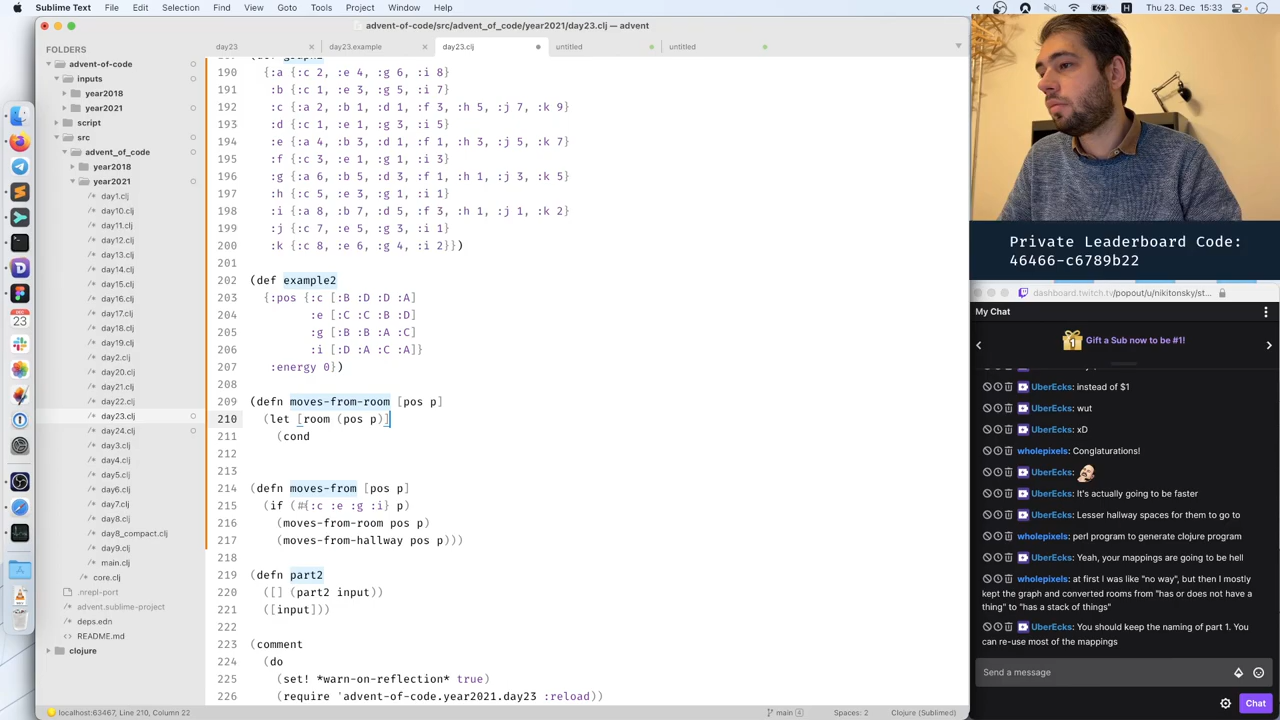 Sublime Text File Edit Selection Find View Goto Tools Project Window Help
Thu 23. Dec 15:33
advent-of-code/src/advent_of_code/year2021/day23.clj — advent
day23
day23.example
day23.clj
untitled
untitled
FOLDERS
advent-of-code
inputs
year2018
year2021
script
src
advent_of_code
year2018
year2021
day1.clj
day10.clj
day11.clj
day12.clj
day13.clj
day14.clj
day15.clj
day16.clj
day17.clj
day18.clj
day19.clj
day2.clj
day20.clj
day21.clj
day22.clj
day23.clj
day24.clj
day3.clj
day4.clj
day5.clj
day6.clj
day7.clj
day8.clj
day8_compact.clj
day9.clj
main.clj
core.clj
.nrepl-port
advent.sublime-project
deps.edn
README.md
clojure
190 {:a {:c 2, :e 4, :g 6, :i 8}
191 :b {:c 1, :e 3, :g 5, :i 7}
192 :c {:a 2, :b 1, :d 1, :f 3, :h 5, :j 7, :k 9}
193 :d {:c 1, :e 1, :g 3, :i 5}
194 :e {:a 4, :b 3, :d 1, :f 1, :h 3, :j 5, :k 7}
195 :f {:c 3, :e 1, :g 1, :i 3}
196 :g {:a 6, :b 5, :d 3, :f 1, :h 1, :j 3, :k 5}
197 :h {:c 5, :e 3, :g 1, :i 1}
198 :i {:a 8, :b 7, :d 5, :f 3, :h 1, :j 1, :k 2}
199 :j {:c 7, :e 5, :g 3, :i 1}
200 :k {:c 8, :e 6, :g 4, :i 2}})
201
202 (def example2
203 {:pos {:c [:B :D :D :A]
204 :e [:C :C :B :D]
205 :g [:B :B :A :C]
206 :i [:D :A :C :A]}
207 :energy 0})
208
209 (defn moves-from-room [pos p]
210 (let [room (pos p)]
211 (cond
212
213
214 (defn moves-from [pos p]
215 (if (#{:c :e :g :i} p)
216 (moves-from-room pos p)
217 (moves-from-hallway pos p)))
218
219 (defn part2
220 ([] (part2 input))
221 ([input]))
222
223 (comment
224 (do
225 (set! *warn-on-reflection* true)
226 (require 'advent-of-code.year2021.day23 :reload))
localhost:63467, Line 210, Column 22
main 4
Spaces: 2
Clojure (Sublimed)
Private Leaderboard Code:
46466-c6789b22
dashboard.twitch.tv/popout/u/nikitonsky/st...
My Chat
Gift a Sub now to be #1!
UberEcks: instead of $1
UberEcks: wut
UberEcks: xD
wholepixels: Conglaturations!
UberEcks:
UberEcks: It's actually going to be faster
UberEcks: Lesser hallway spaces for them to go to
wholepixels: perl program to generate clojure program
UberEcks: Yeah, your mappings are going to be hell
wholepixels: at first I was like "no way", but then I mostly
kept the graph and converted rooms from "has or does not have a
thing" to "has a stack of things"
UberEcks: You should keep the naming of part 1. You
can re-use most of the mappings
Send a message
Chat